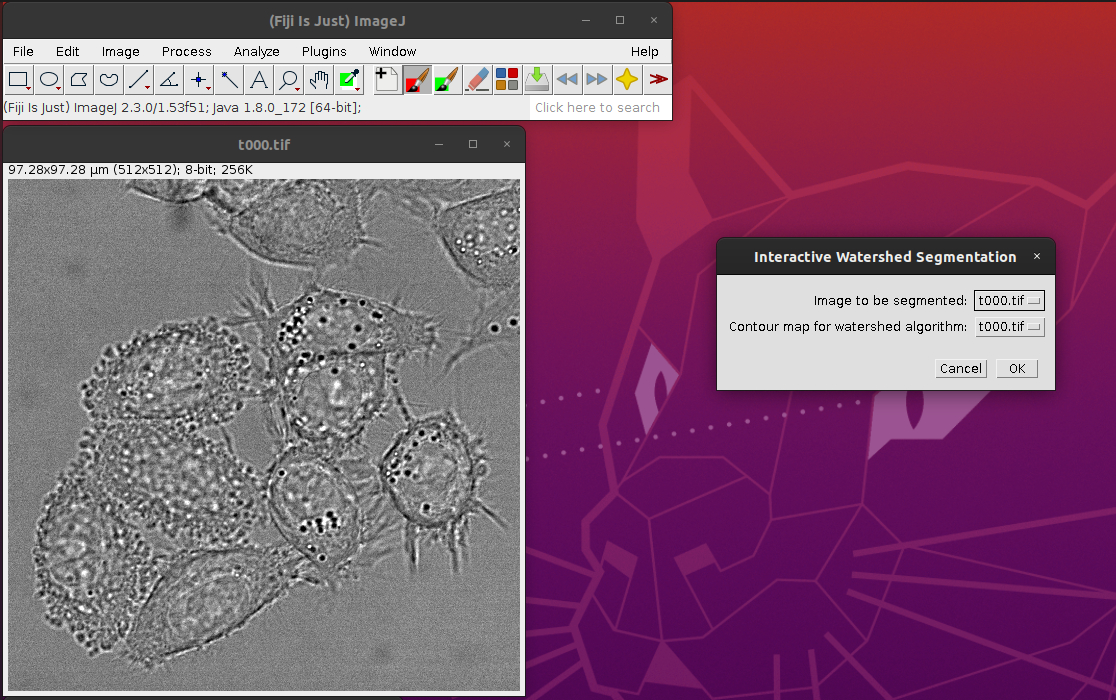 (Fiji Is Just) ImageJ
File Edit Image Process Analyze Plugins Window Help
(Fiji Is Just) ImageJ 2.3.0/1.53f51; Java 1.8.0_172 [64-bit]; Click here to search
t000.tif
97.28x97.28 µm (512x512); 8-bit; 256K
Interactive Watershed Segmentation
Image to be segmented: t000.tif
Contour map for watershed algorithm: t000.tif
Cancel OK